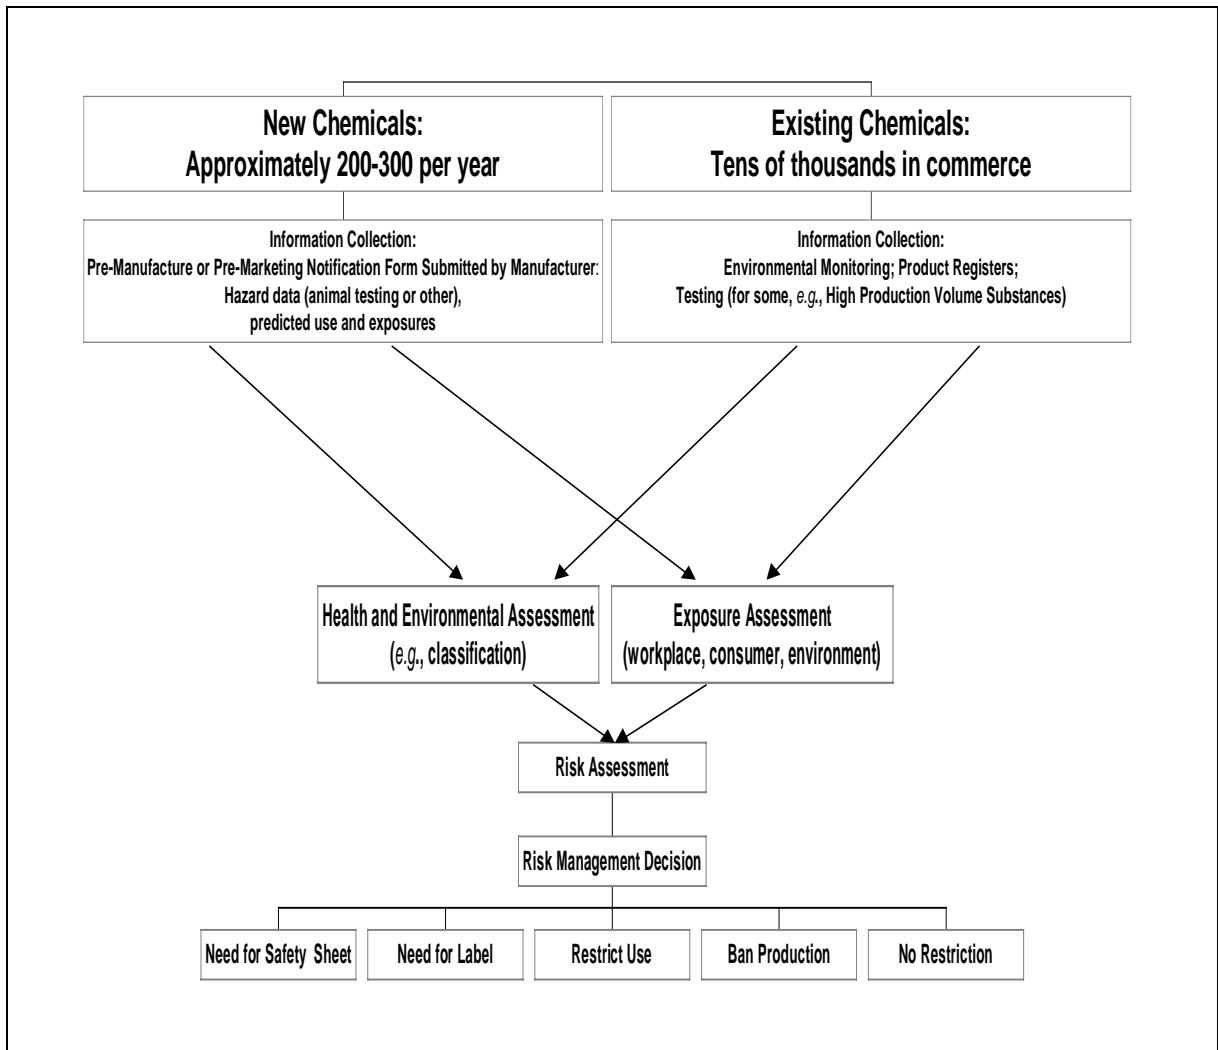 New Chemicals:
Approximately 200-300 per year
Existing Chemicals:
Tens of thousands in commerce
Information Collection:
Pre-Manufacture or Pre-Marketing Notification Form Submitted by Manufacturer:
Hazard data (animal testing or other),
predicted use and exposures
Information Collection:
Environmental Monitoring; Product Registers;
Testing (for some, e.g., High Production Volume Substances)
Health and Environmental Assessment
(e.g., classification)
Exposure Assessment
(workplace, consumer, environment)
Risk Assessment
Risk Management Decision
Need for Safety Sheet
Need for Label
Restrict Use
Ban Production
No Restriction